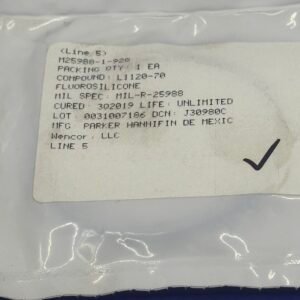 (Line 5)
M25988-1-920
PACKING QTY: 1 EA
COMPOUND: L1120-70
FLUOROSILICONE
MIL SPEC: MIL-R-25988
CURED: 3Q2019 LIFE: UNLIMITED
LOT: 0031007186 DCN: J30980C
MFG: PARKER HANNIFIN DE MEXIC
Wencor, LLC
LINE 5